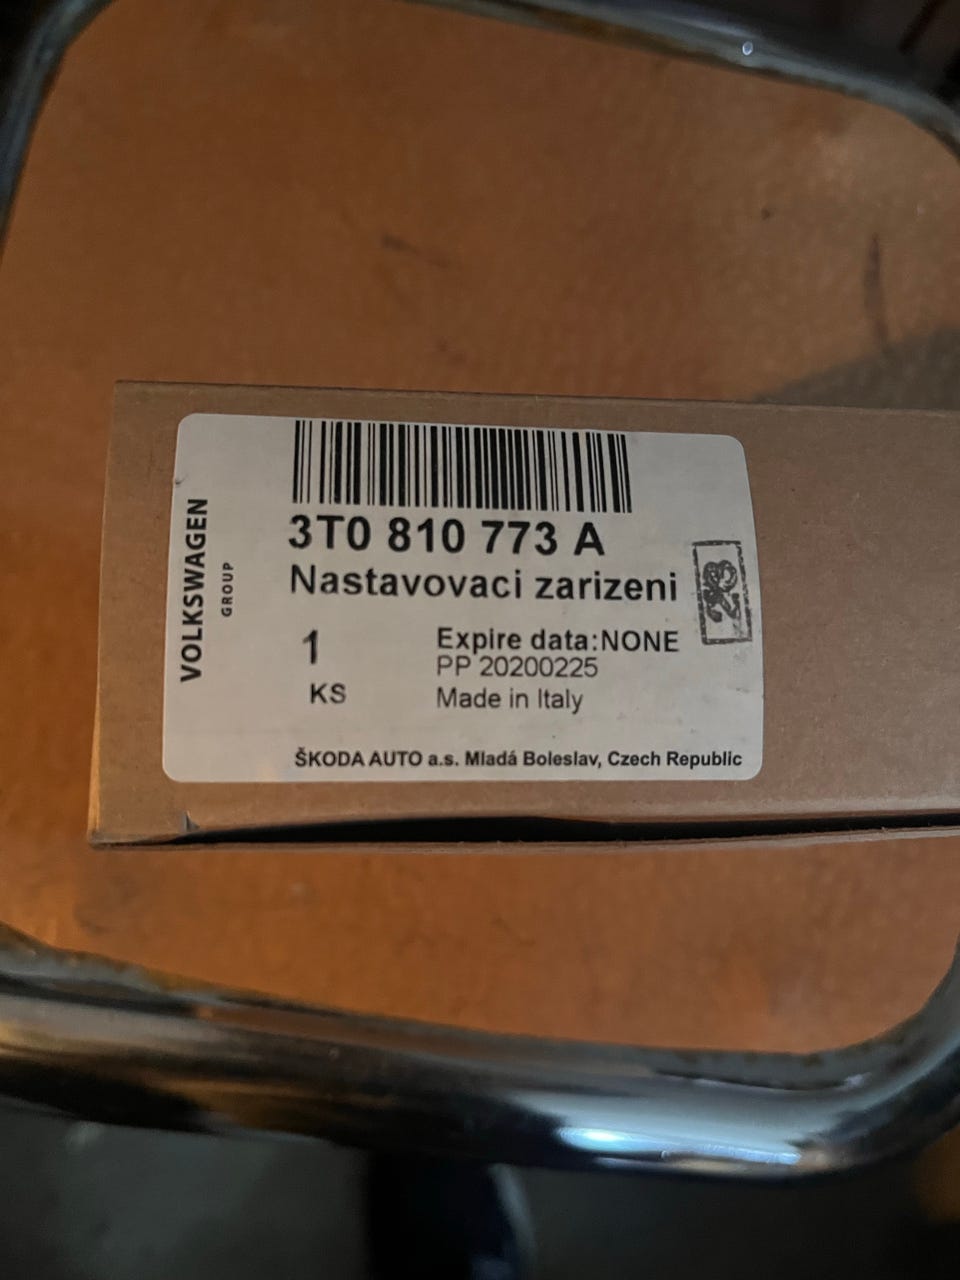 VOLKSWAGEN
GROUP
3T0 810 773 A
Nastavovaci zarizeni
1
KS
Expire data:NONE
PP 20200225
Made in Italy
ŠKODA AUTO a.s. Mladá Boleslav, Czech Republic